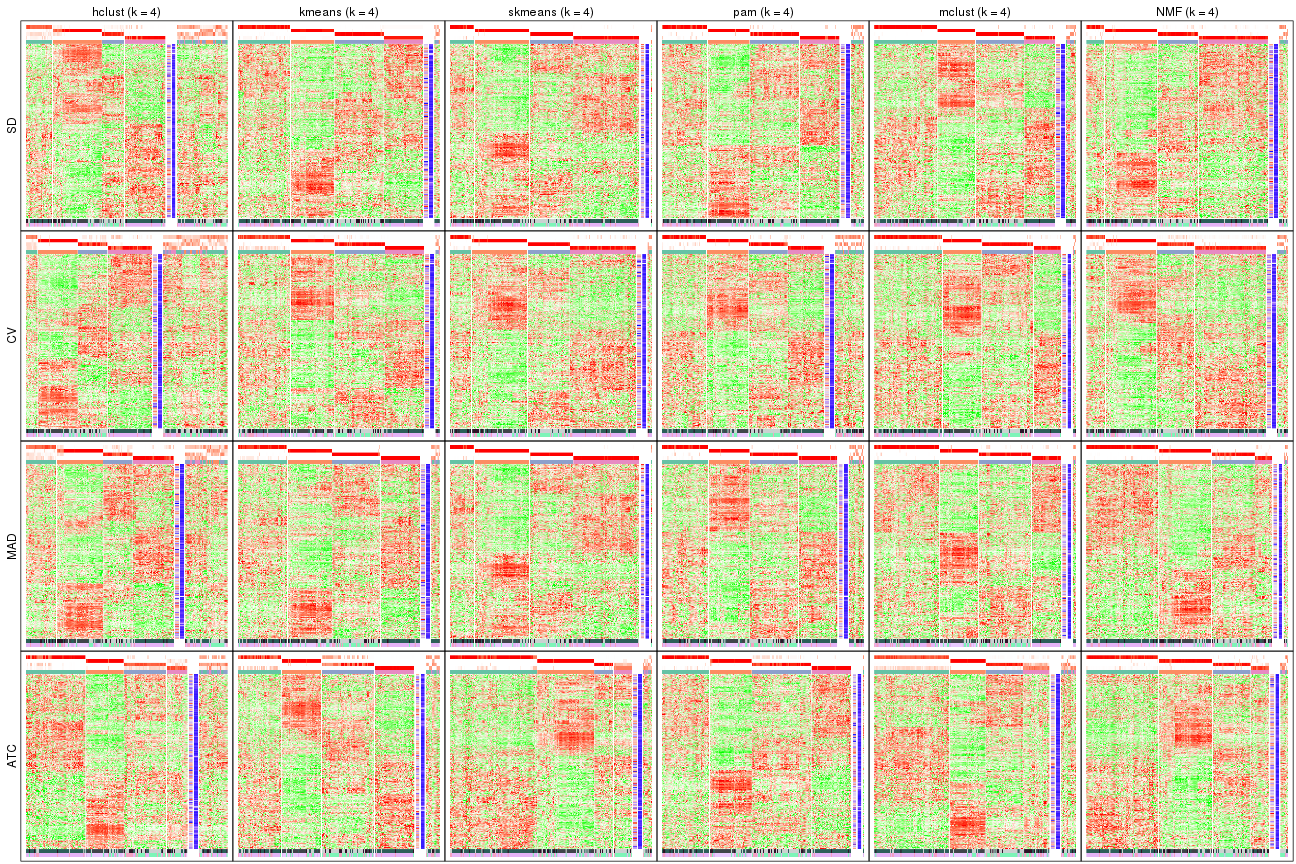 hclust (k = 4)
kmeans (k = 4)
skmeans (k = 4)
pam (k = 4)
mclust (k = 4)
NMF (k = 4)
SD
CV
MAD
ATC